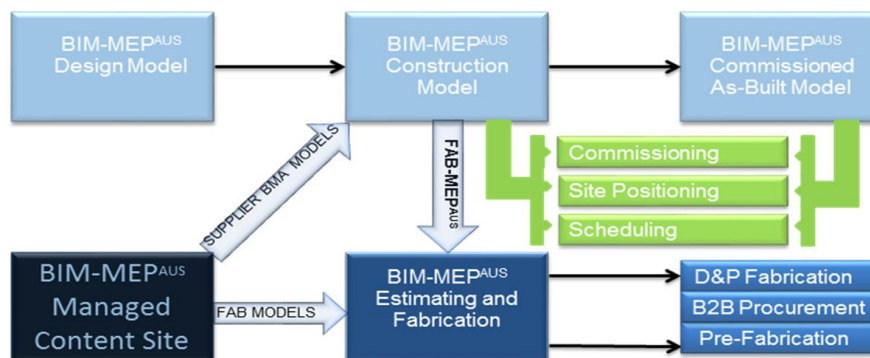 BIM-MEPAUS
Design Model
BIM-MEPAUS
Construction
Model
BIM-MEPAUS
Commissioned
As-Built Model
SUPPLIER BMA MODELS
FAB-MEPAUS
Commissioning
Site Positioning
Scheduling
BIM-MEPAUS
Managed
Content Site
FAB MODELS
BIM-MEPAUS
Estimating and
Fabrication
D&P Fabrication
B2B Procurement
Pre-Fabrication